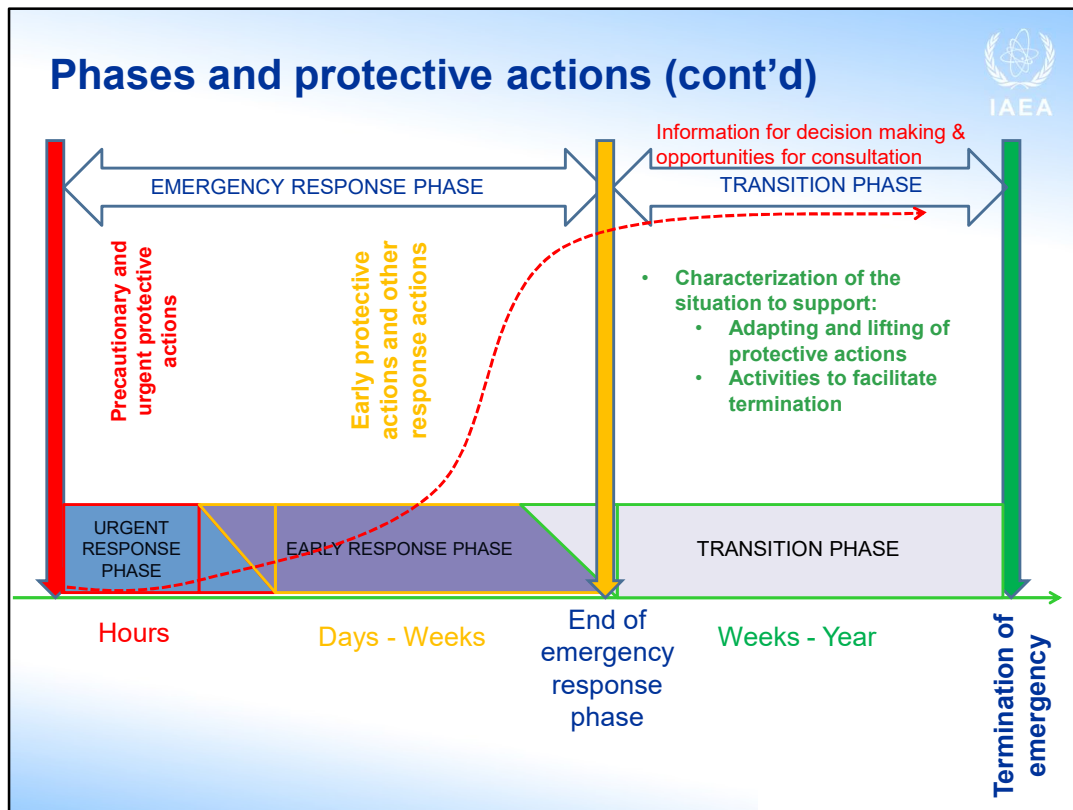 Phases and protective actions (cont’d)
IAEA
Information for decision making &
opportunities for consultation
EMERGENCY RESPONSE PHASE
TRANSITION PHASE
Precautionary and
urgent protective
actions
Early protective
actions and other
response actions
• Characterization of the
situation to support:
• Adapting and lifting of
protective actions
• Activities to facilitate
termination
URGENT
RESPONSE
PHASE
EARLY RESPONSE PHASE
TRANSITION PHASE
Hours
Days - Weeks
End of
emergency
response
phase
Weeks - Year
Termination of
emergency